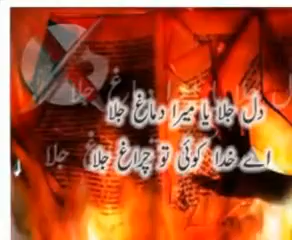 دل جلا یا میرا دماغ جلا
اے خدا کوئی تو چراغ جلا